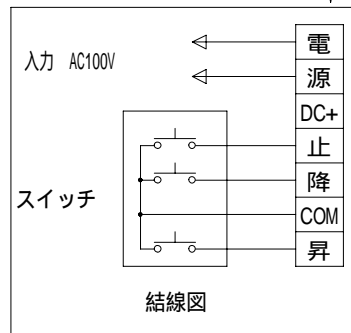 入力 AC100V
電
源
DC+
止
降
COM
昇
スイッチ
結線図